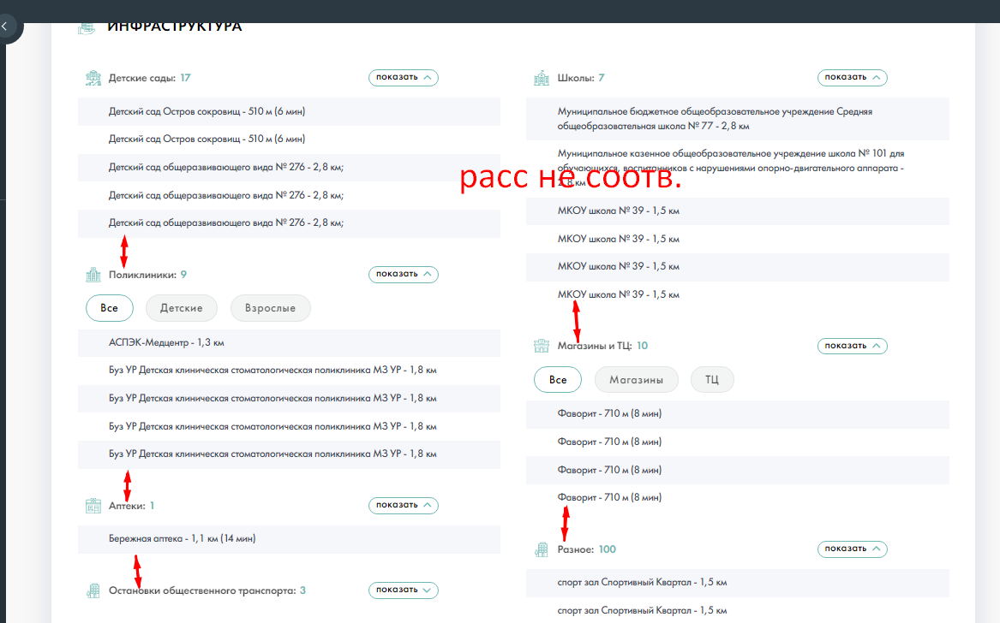 ИНФРАСТРУКТУРА
Детские сады: 17
показать
Детский сад Остров сокровищ - 510 м (6 мин)
Детский сад Остров сокровищ - 510 м (6 мин)
Детский сад общеразвивающего вида № 276 - 2,8 км;
Детский сад общеразвивающего вида № 276 - 2,8 км;
Детский сад общеразвивающего вида № 276 - 2,8 км;
Поликлиники: 9
показать
Все
Детские
Взрослые
АСПЭК-Медцентр - 1,3 км
Буз УР Детская клиническая стоматологическая поликлиника МЗ УР - 1,8 км
Буз УР Детская клиническая стоматологическая поликлиника МЗ УР - 1,8 км
Буз УР Детская клиническая стоматологическая поликлиника МЗ УР - 1,8 км
Буз УР Детская клиническая стоматологическая поликлиника МЗ УР - 1,8 км
Аптеки: 1
показать
Бережная аптека - 1,1 км (14 мин)
Остановки общественного транспорта: 3
показать
Школы: 7
показать
Муниципальное бюджетное общеобразовательное учреждение Средняя
общеобразовательная школа № 77 - 2,8 км
Муниципальное казенное общеобразовательное учреждение школа № 101 для
обучающихся, воспитанников с нарушениями опорно-двигательного аппарата -
2,8 км
расс не соотв.
МКОУ школа № 39 - 1,5 км
МКОУ школа № 39 - 1,5 км
МКОУ школа № 39 - 1,5 км
МКОУ школа № 39 - 1,5 км
Магазины и ТЦ: 10
показать
Все
Магазины
ТЦ
Фаворит - 710 м (8 мин)
Фаворит - 710 м (8 мин)
Фаворит - 710 м (8 мин)
Фаворит - 710 м (8 мин)
Разное: 100
показать
спорт зал Спортивный Квартал - 1,5 км
спорт зал Спортивный Квартал - 1,5 км